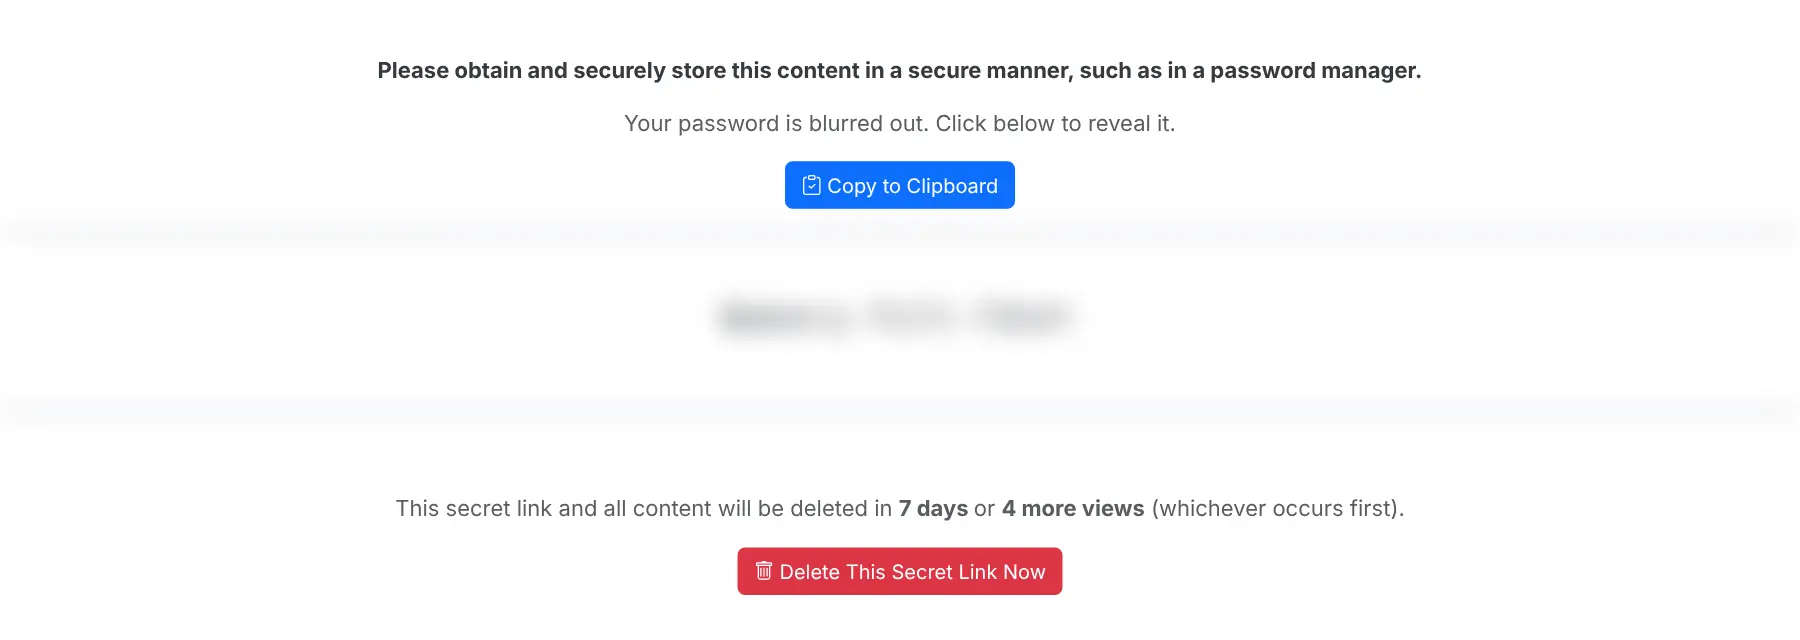 Please obtain and securely store this content in a secure manner, such as in a password manager.
Your password is blurred out. Click below to reveal it.
Copy to Clipboard
This secret link and all content will be deleted in 7 days or 4 more views (whichever occurs first).
Delete This Secret Link Now